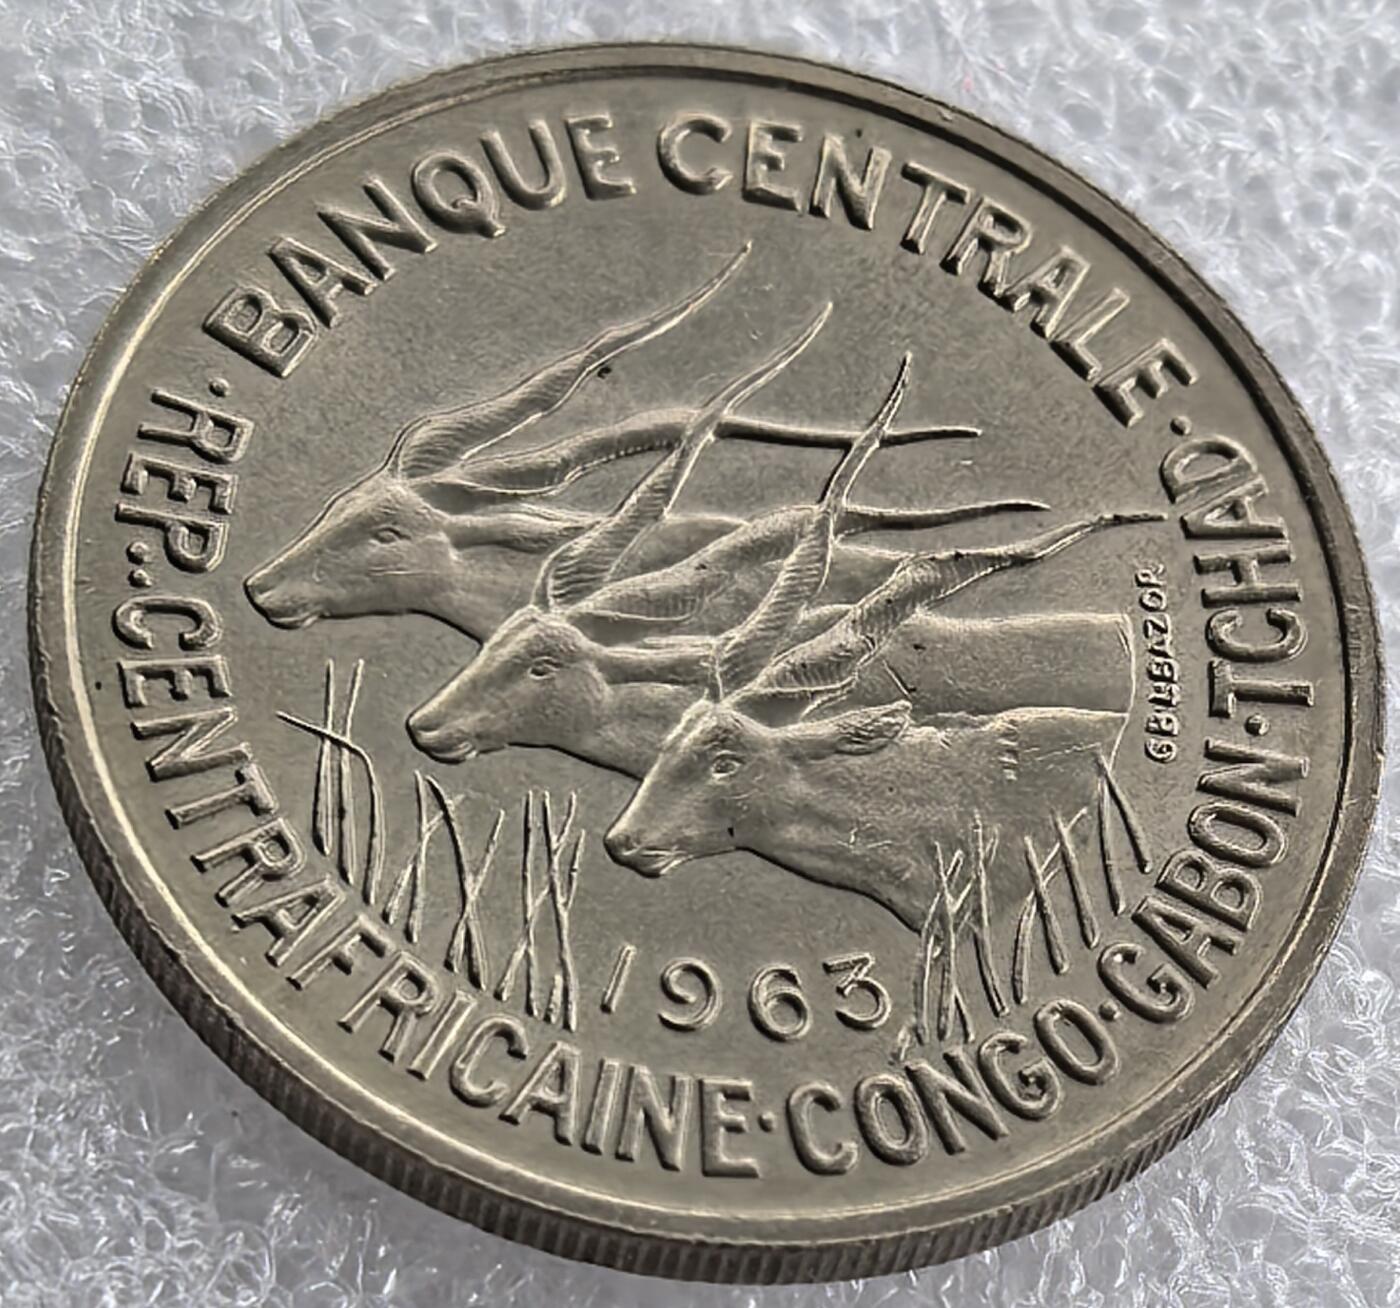 BANQUE CENTRALE
· REP..CENTRAFRICAINE·CONGO·GABON·TCHAD·
1963